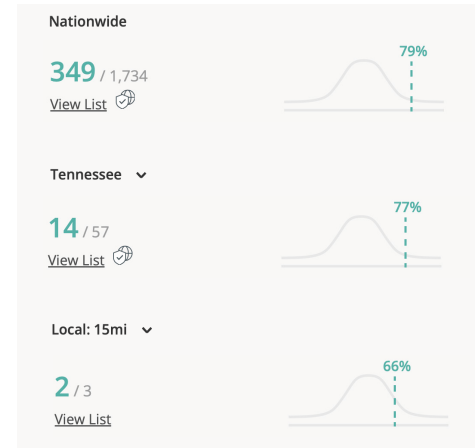 Nationwide
79%
349 / 1,734
View List
Tennessee
77%
14 / 57
View List
Local: 15mi
66%
2 / 3
View List